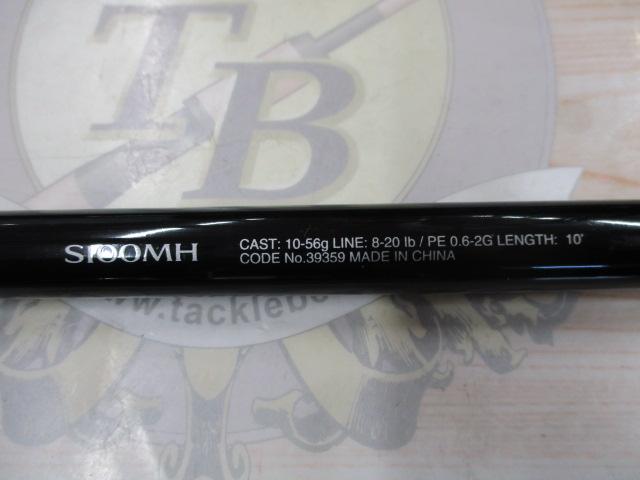 TB
S100MH
CAST: 10-56g LINE: 8-20 lb / PE 0.6-2G LENGTH: 10'
CODE No.39359 MADE IN CHINA